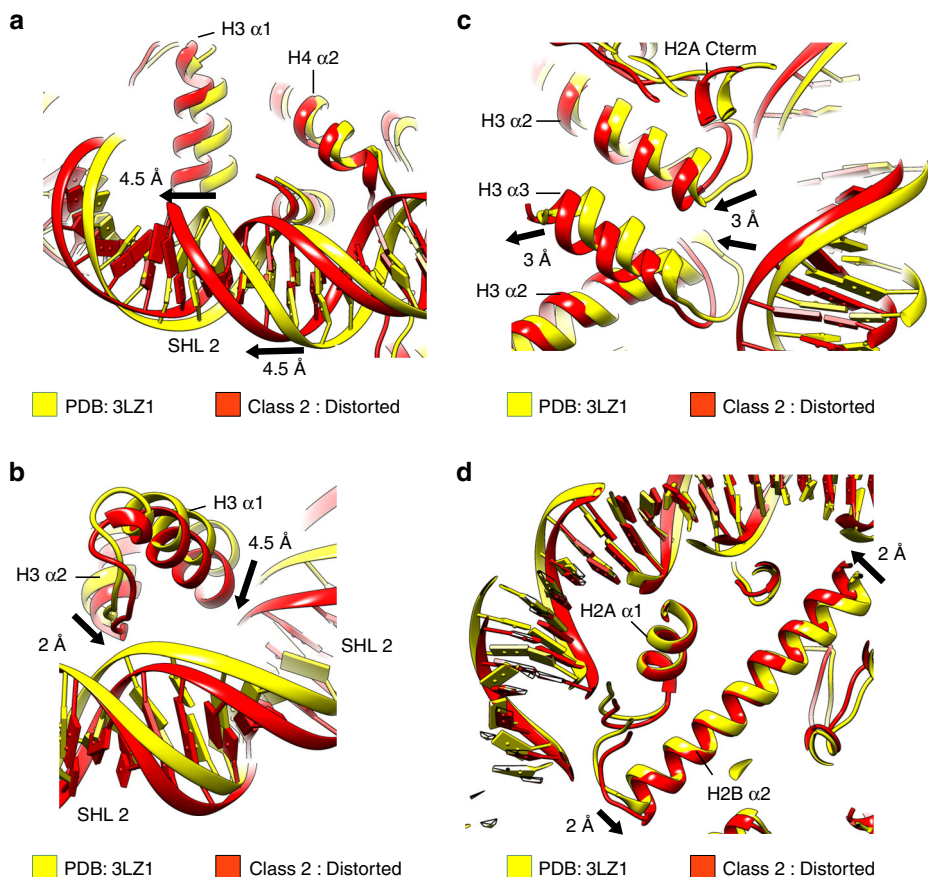 a
H3 α1
H4 α2
4.5 Å
SHL 2
4.5 Å
PDB: 3LZ1
Class 2 : Distorted
c
H2A Cterm
H3 α2
H3 α3
3 Å
3 Å
H3 α2
PDB: 3LZ1
Class 2 : Distorted
b
H3 α1
4.5 Å
H3 α2
2 Å
SHL 2
SHL 2
PDB: 3LZ1
Class 2 : Distorted
d
2 Å
H2A α1
H2B α2
2 Å
PDB: 3LZ1
Class 2 : Distorted